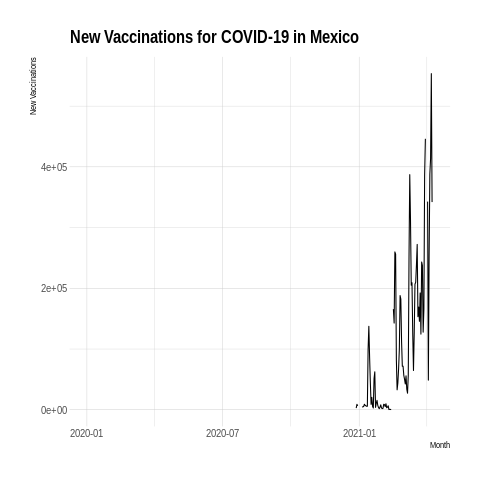 New Vaccinations for COVID-19 in Mexico
New Vaccinations
4e+05
2e+05
0e+00
2020-01
2020-07
2021-01
Month